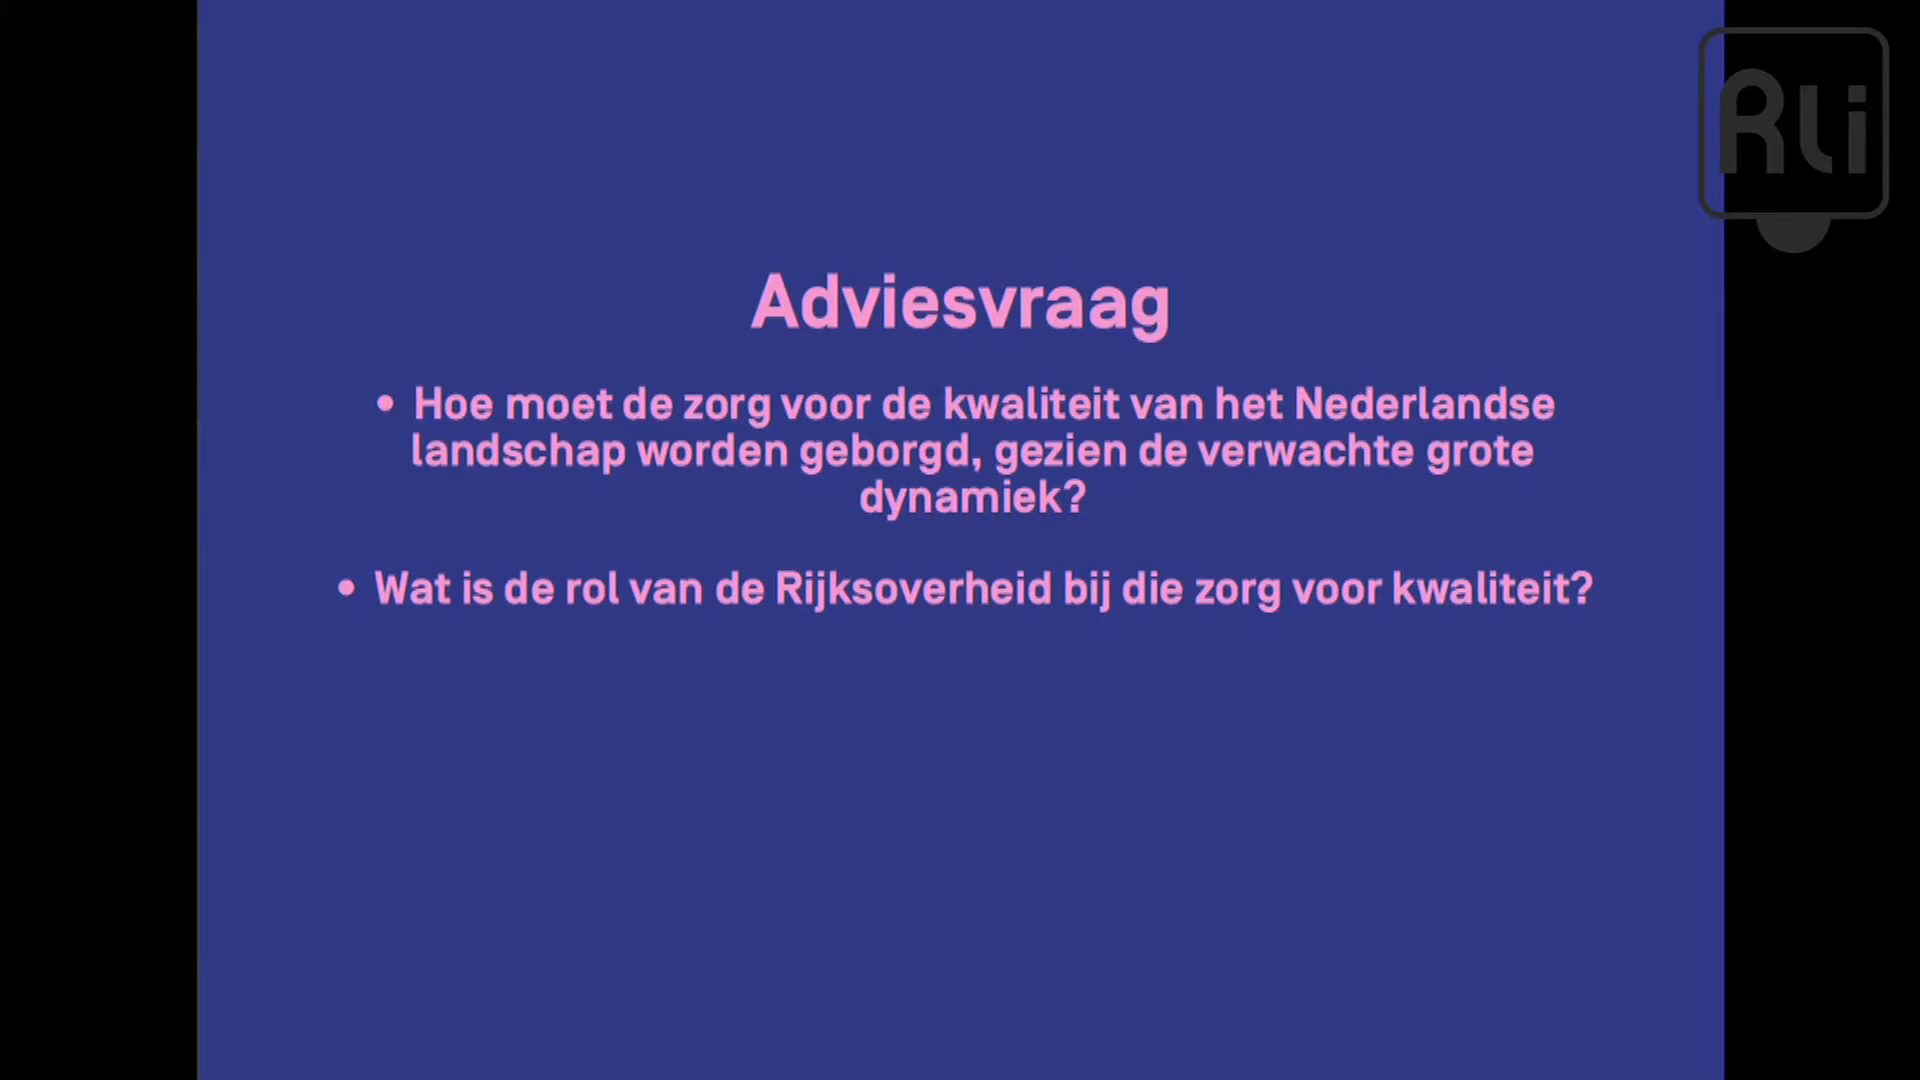 Rli
Adviesvraag
• Hoe moet de zorg voor de kwaliteit van het Nederlandse
landschap worden geborgd, gezien de verwachte grote
dynamiek?
• Wat is de rol van de Rijksoverheid bij die zorg voor kwaliteit?